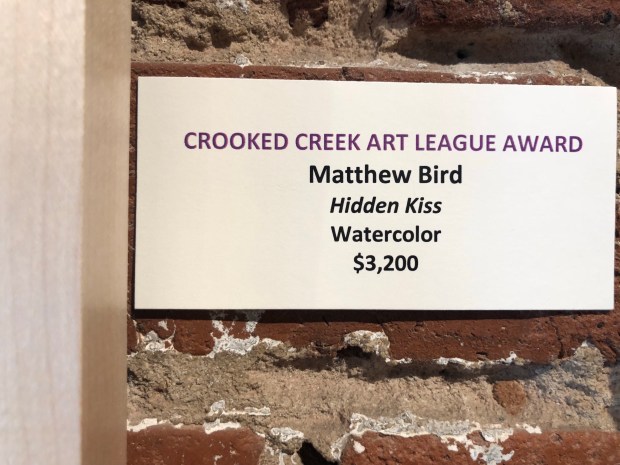 CROOKED CREEK ART LEAGUE AWARD
Matthew Bird
Hidden Kiss
Watercolor
$3,200